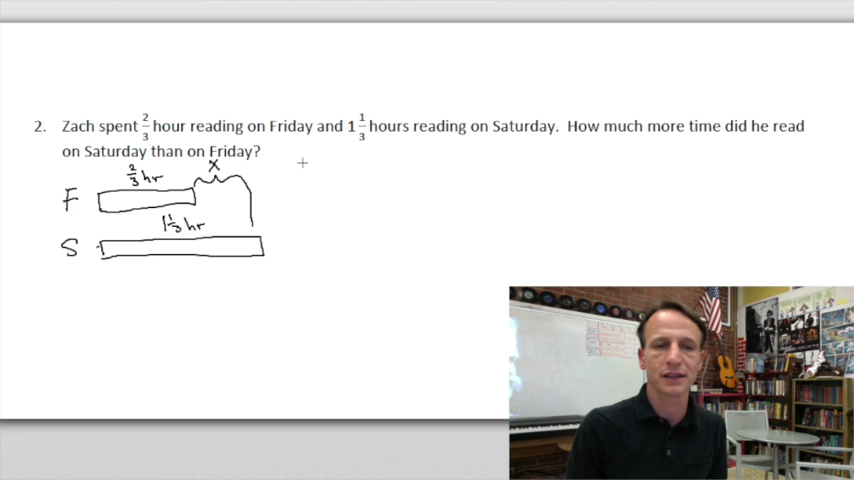 2. Zach spent 2/3 hour reading on Friday and 1 1/3 hours reading on Saturday. How much more time did he read
on Saturday than on Friday?
2/3 hr x
F
1 1/3 hr
S